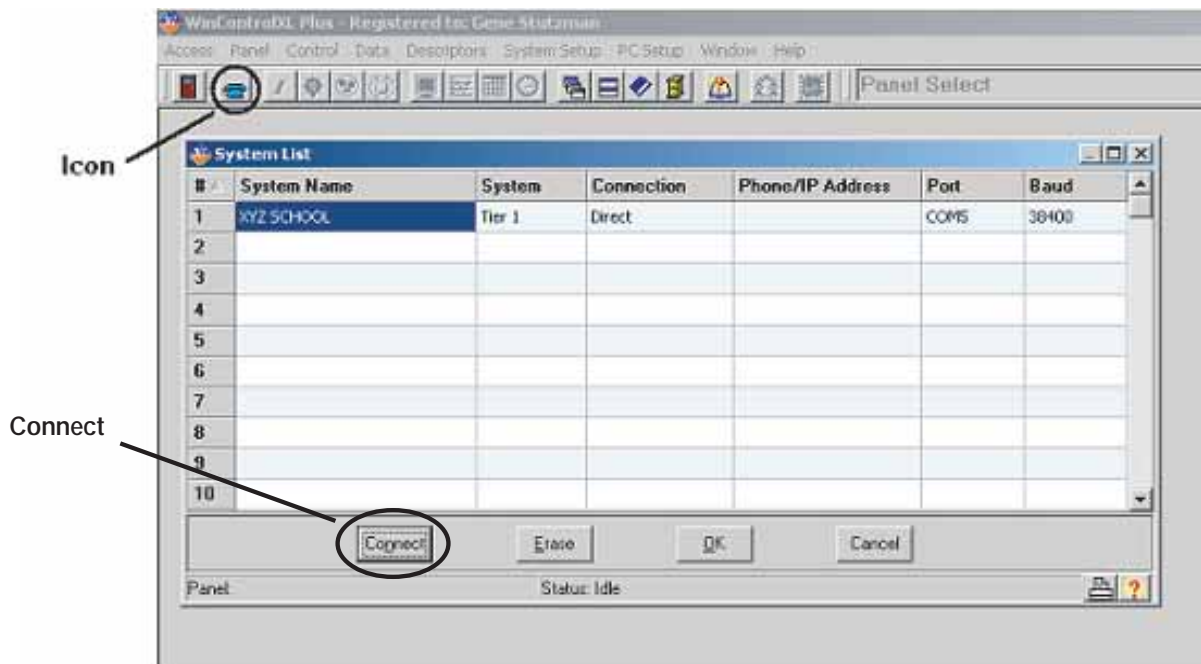 WinControlXL Plus - Registered to: Gene Stutzman
Access Panel Control Data Descriptors System Setup PC Setup Window Help
Panel Select
Icon
System List
# System Name System Connection Phone/IP Address Port Baud
1 XYZ SCHOOL Tier 1 Direct COM5 38400
2
3
4
5
6
7
8
9
10
Connect
Connect Erase OK Cancel
Panel: Status: Idle